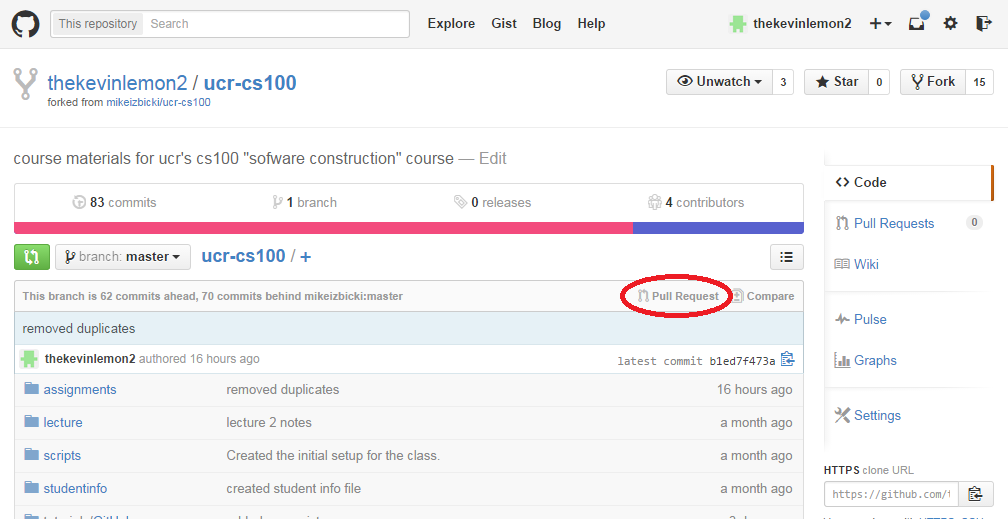 This repository Search Explore Gist Blog Help thekevinlemon2
thekevinlemon2 / ucr-cs100
forked from mikeizbicki/ucr-cs100
Unwatch 3 Star 0 Fork 15
course materials for ucr's cs100 "sofware construction" course — Edit
83 commits 1 branch 0 releases 4 contributors
branch: master ucr-cs100 / +
This branch is 62 commits ahead, 70 commits behind mikeizbicki:master Pull Request Compare
removed duplicates
thekevinlemon2 authored 16 hours ago latest commit b1ed7f473a
assignments removed duplicates 16 hours ago
lecture lecture 2 notes a month ago
scripts Created the initial setup for the class. a month ago
studentinfo created student info file a month ago
<> Code
Pull Requests 0
Wiki
Pulse
Graphs
Settings
HTTPS clone URL
https://github.com/